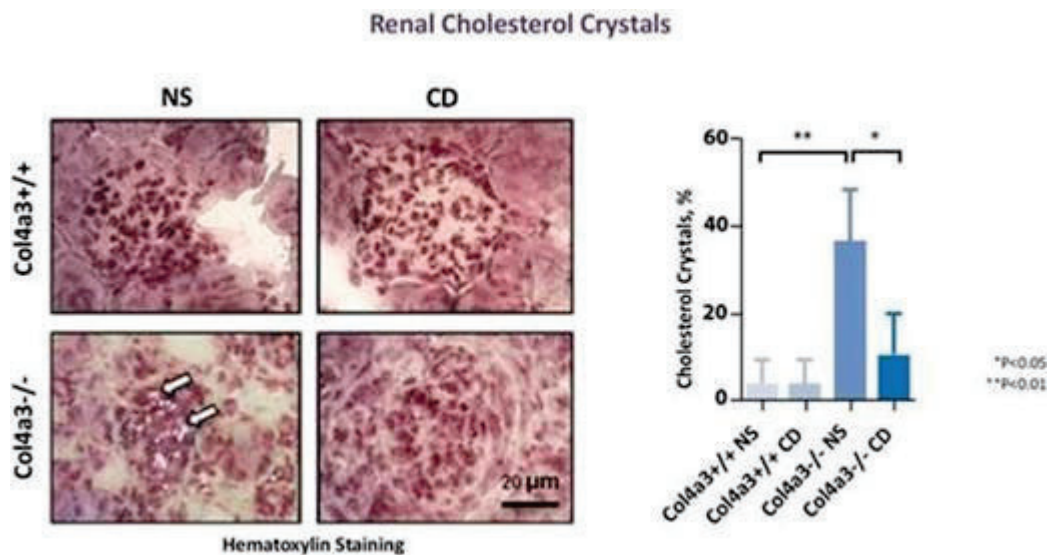 Renal Cholesterol Crystals
NS
CD
Col4a3+/+
Col4a3-/-
20 μm
Hematoxylin Staining
Cholesterol Crystals, %
60
40
20
0
**
*
Col4a3+/+ NS
Col4a3+/+ CD
Col4a3-/- NS
Col4a3-/- CD
*P<0.05
**P<0.01